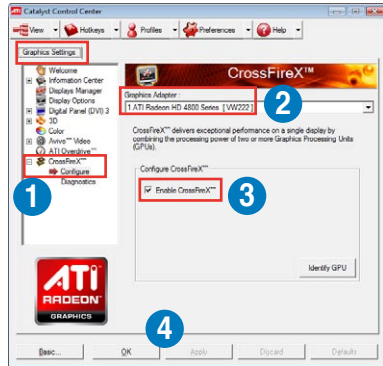 Catalyst Control Center
View Hotkeys Profiles Preferences Help
Graphics Settings
Welcome
Information Center
Displays Manager
Display Options
Digital Panel (DVI) 3
3D
Color
Avivo™ Video
ATI Overdrive™
CrossFireX™
Configure
Diagnostics
1
CrossFireX™
Graphics Adapter :
1.ATI Radeon HD 4800 Series [ VW222 ]
2
CrossFireX™ delivers exceptional performance on a single display by
combining the processing power of two or more Graphics Processing Units
(GPUs).
Configure CrossFireX™
Enable CrossFireX™
3
Identify GPU
ATI
RADEON
GRAPHICS
4
Basic... OK Apply Discard Defaults